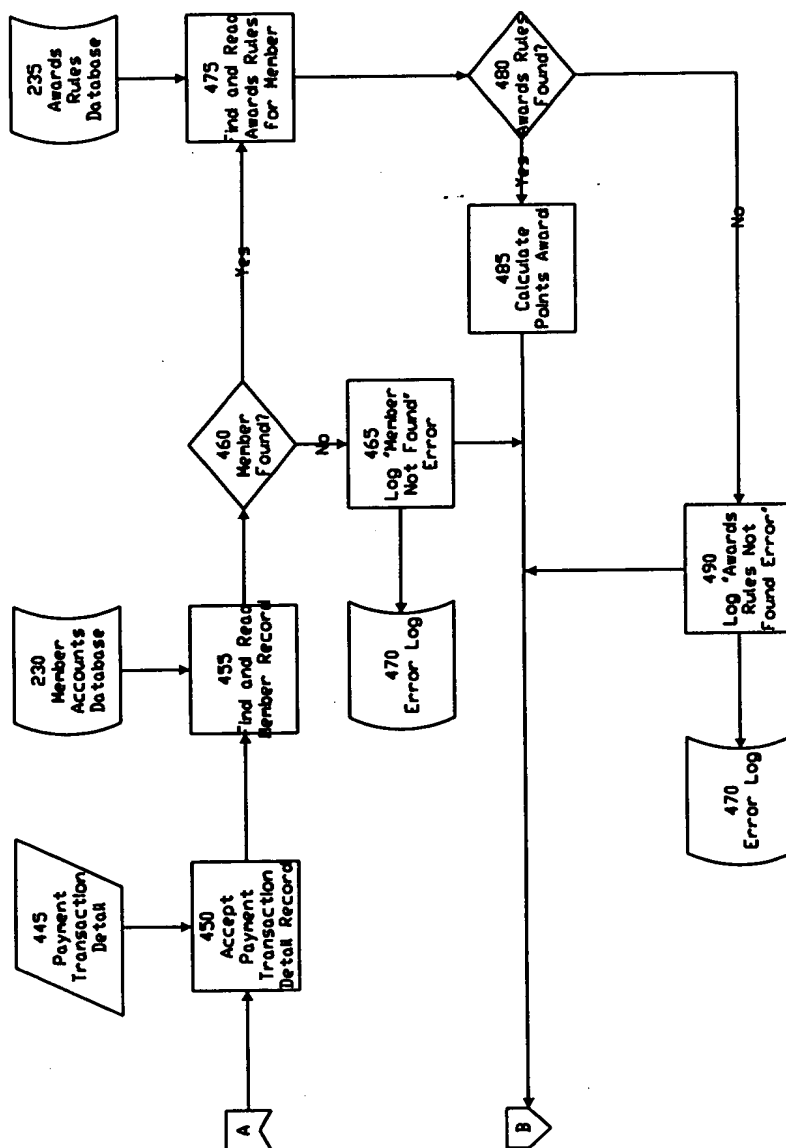 445
Payment
Transaction
Detail
230
Member
Accounts
Database
235
Awards
Rules
Database
A
450
Accept
Payment
Transaction
Detail Record
455
Find and Read
Member Record
460
Member
Found?
Yes
475
Find and Read
Awards Rules
for Member
No
470
Error Log
465
Log 'Member
Not Found'
Error
B
485
Calculate
Points Award
Yes
480
Awards Rules
Found?
No
470
Error Log
490
Log 'Awards
Rules Not
Found Error'